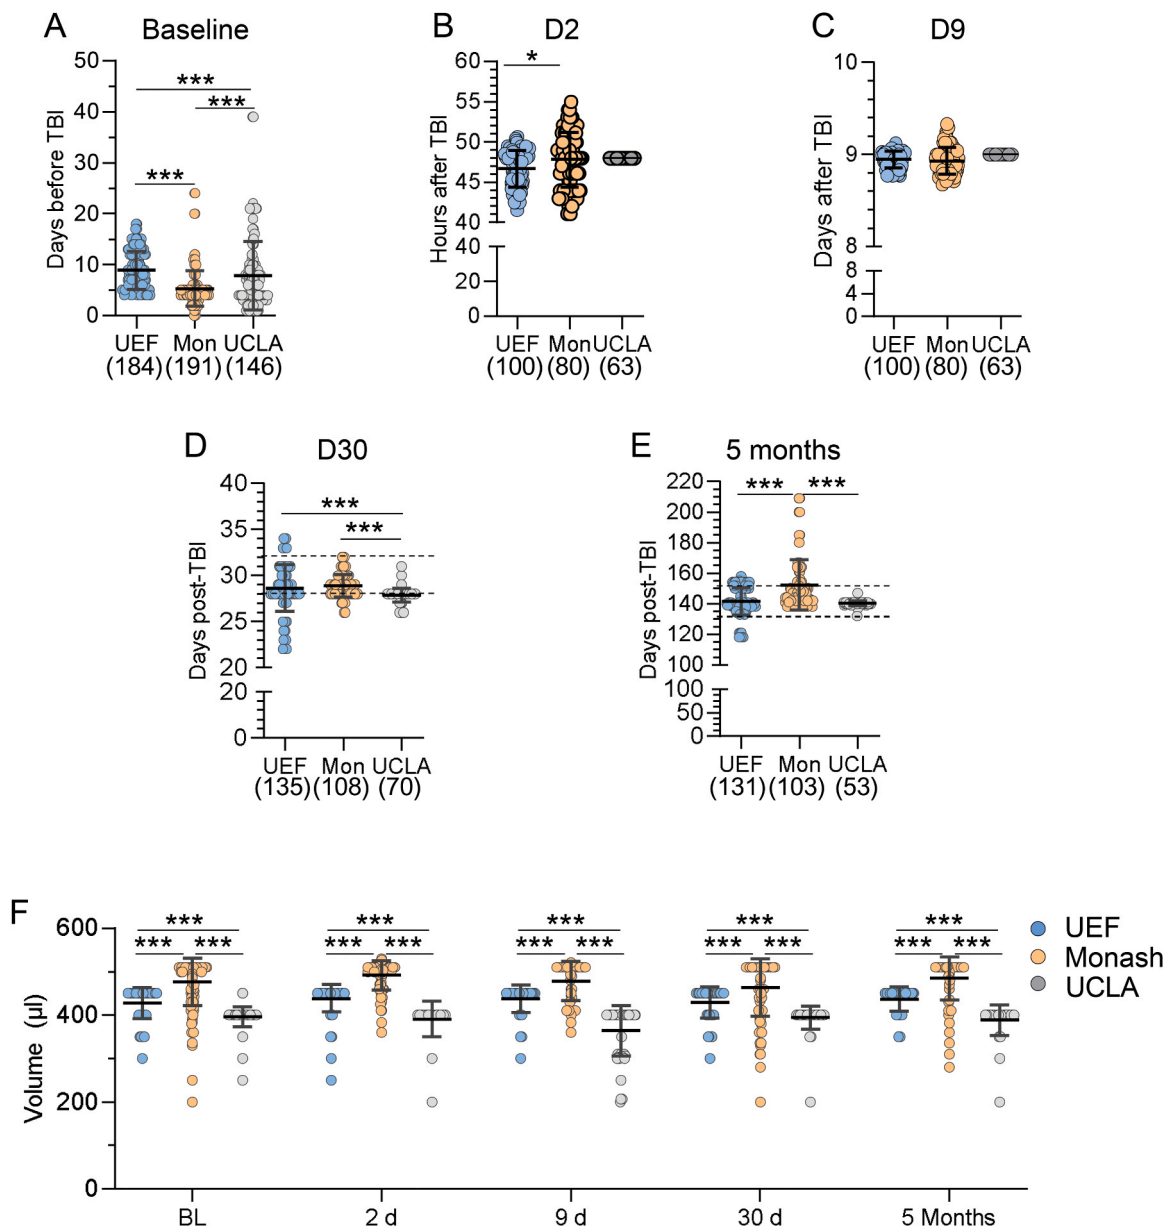 A Baseline
Days before TBI
50
40
30
20
10
0
***
***
***
UEF Mon UCLA
(184) (191) (146)
B D2
Hours after TBI
60
55
50
45
40
40
20
0
*
UEF Mon UCLA
(100) (80) (63)
C D9
Days after TBI
10
9
8
8
4
0
UEF Mon UCLA
(100) (80) (63)
D D30
Days post-TBI
40
35
30
25
20
20
0
***
***
UEF Mon UCLA
(135) (108) (70)
E 5 months
Days post-TBI
220
200
180
160
140
120
100
100
50
0
*** ***
UEF Mon UCLA
(131) (103) (53)
F
Volume (µl)
600
400
200
0
*** *** *** *** ***
*** *** *** *** *** *** *** *** *** ***
BL 2 d 9 d 30 d 5 Months
UEF
Monash
UCLA